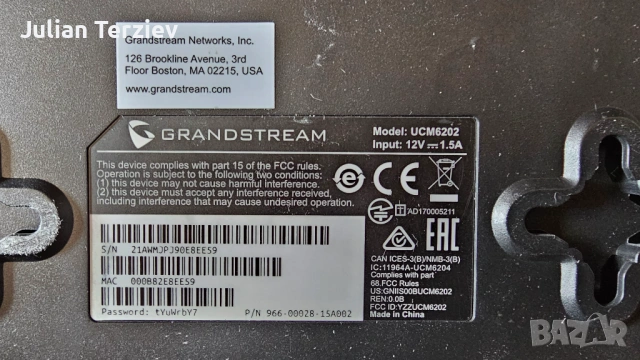 Julian Terziev
Grandstream Networks, Inc.
126 Brookline Avenue, 3rd
Floor Boston, MA 02215, USA
www.grandstream.com
GRANDSTREAM
Model: UCM6202
Input: 12V⎓1.5A
This device complies with part 15 of the FCC rules.
Operation is subject to the following two conditions:
(1) this device may not cause harmful interference.
(2) this device must accept any interference received,
including interference that may cause undesired operation.
S/N 21AWMJPJ90E8EE59
MAC 000B82E8EE59
Password: tYuWrbY7
P/N 966-00028-15A002
e
CE
T AD170005211
EAC
CAN ICES-3(B)/NMB-3(B)
IC:11964A-UCM6204
Complies with part
68.FCC Rules
US:GNIIS00BUCM6202
REN:0.0B
FCC ID:YZZUCM6202
Made in China
BAZAR.BG